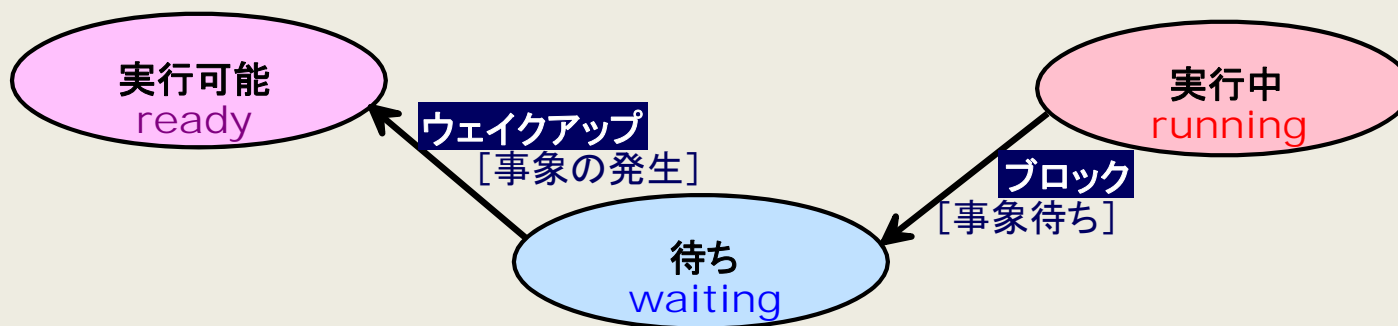 実行可能
ready
実行中
running
ウェイクアップ
[事象の発生]
ブロック
[事象待ち]
待ち
waiting